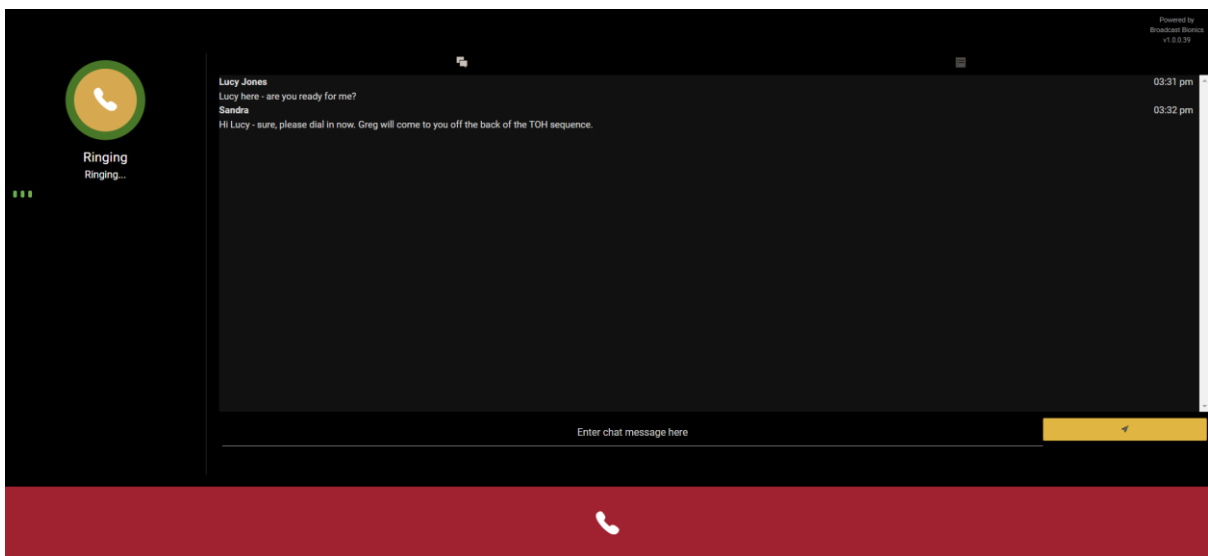 Powered by
Broadcast Bionics
v1.0.0.39
Lucy Jones 03:31 pm
Lucy here - are you ready for me?
Sandra 03:32 pm
Hi Lucy - sure, please dial in now. Greg will come to you off the back of the TOH sequence.
Ringing
Ringing...
Enter chat message here